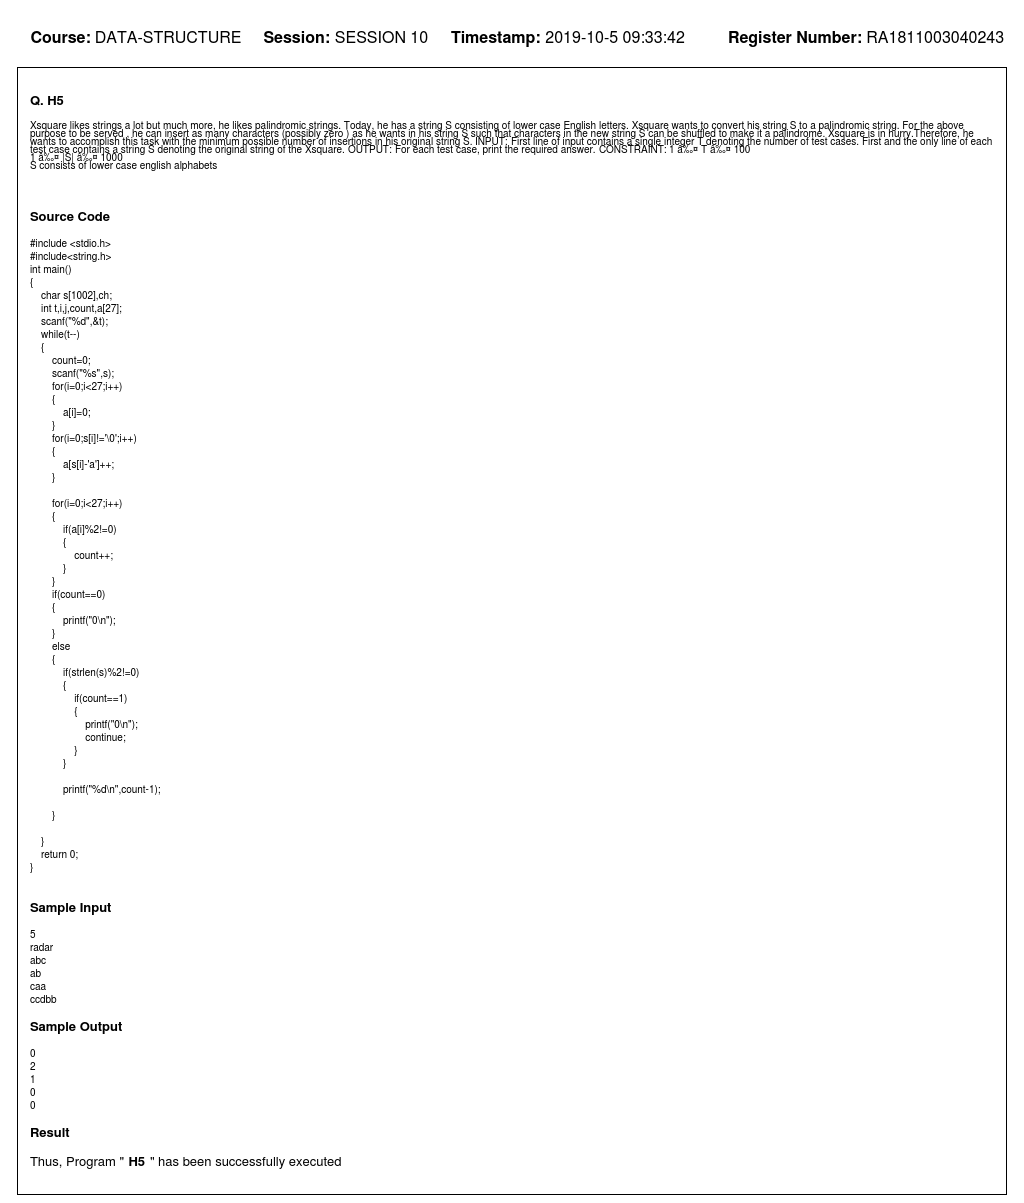 Course: DATA-STRUCTURE Session: SESSION 10 Timestamp: 2019-10-5 09:33:42 Register Number: RA1811003040243
Q. H5
Xsquare likes strings a lot but much more, he likes palindromic strings. Today, he has a string S consisting of lower case English letters. Xsquare wants to convert his string S to a palindromic string. For the above
purpose to be served , he can insert as many characters (possibly zero ) as he wants in his string S such that characters in the new string S can be shuffled to make it a palindrome. Xsquare is in hurry.Therefore, he
wants to accomplish this task with the minimum possible number of insertions in his original string S. INPUT: First line of input contains a single integer T denoting the number of test cases. First and the only line of each
test case contains a string S denoting the original string of the Xsquare. OUTPUT: For each test case, print the required answer. CONSTRAINT: 1 â‰¤ T â‰¤ 100
1 â‰¤ |S| â‰¤ 1000
S consists of lower case english alphabets
Source Code
#include <stdio.h>
#include<string.h>
int main()
{
    char s[1002],ch;
    int t,i,j,count,a[27];
    scanf("%d",&t);
    while(t--)
    {
        count=0;
        scanf("%s",s);
        for(i=0;i<27;i++)
        {
            a[i]=0;
        }
        for(i=0;s[i]!='\0';i++)
        {
            a[s[i]-'a']++;
        }
        for(i=0;i<27;i++)
        {
            if(a[i]%2!=0)
            {
                count++;
            }
        }
        if(count==0)
        {
            printf("0\n");
        }
        else
        {
            if(strlen(s)%2!=0)
            {
                if(count==1)
                {
                    printf("0\n");
                    continue;
                }
            }
            printf("%d\n",count-1);
        }
    }
    return 0;
}
Sample Input
5
radar
abc
ab
caa
ccdbb
Sample Output
0
2
1
0
0
Result
Thus, Program " H5 " has been successfully executed